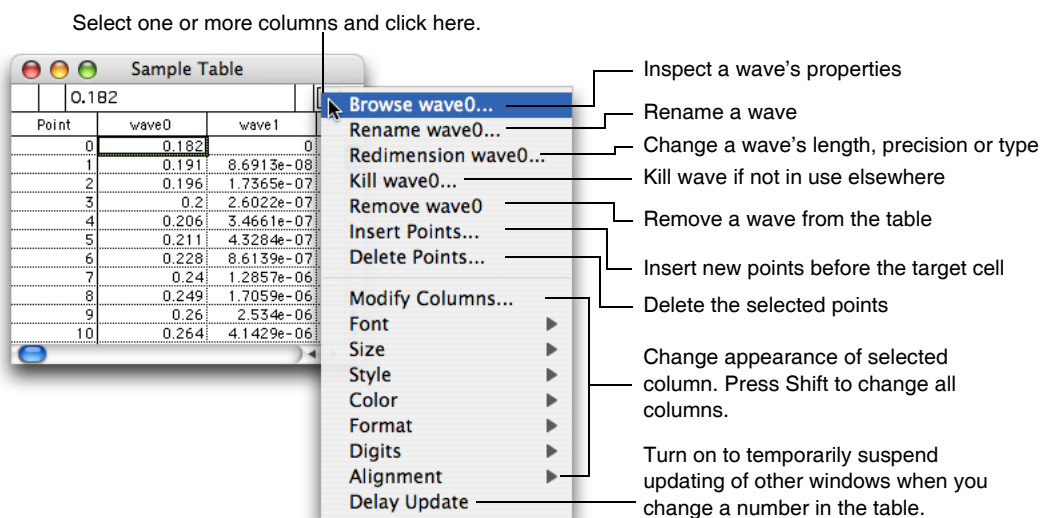 Select one or more columns and click here.
Sample Table
0.182
Point wave0 wave1
0 0.182 0
1 0.191 8.6913e-08
2 0.196 1.7365e-07
3 0.2 2.6022e-07
4 0.206 3.4661e-07
5 0.211 4.3284e-07
6 0.228 8.6139e-07
7 0.24 1.2857e-06
8 0.249 1.7059e-06
9 0.26 2.534e-06
10 0.264 4.1429e-06
Browse wave0...
Rename wave0...
Redimension wave0...
Kill wave0...
Remove wave0
Insert Points...
Delete Points...
Modify Columns...
Font
Size
Style
Color
Format
Digits
Alignment
Delay Update
Inspect a wave's properties
Rename a wave
Change a wave's length, precision or type
Kill wave if not in use elsewhere
Remove a wave from the table
Insert new points before the target cell
Delete the selected points
Change appearance of selected
column. Press Shift to change all
columns.
Turn on to temporarily suspend
updating of other windows when you
change a number in the table.